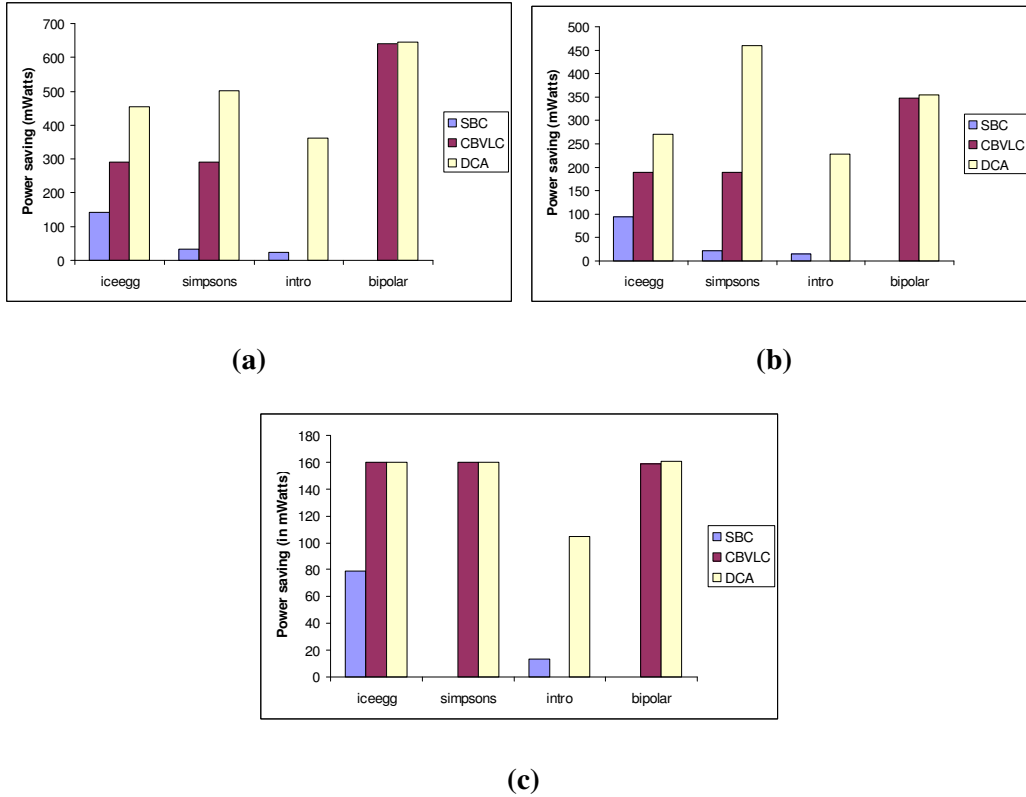 700
600
500
400
300
200
100
0
Power saving (mWatts)
iceegg simpsons intro bipolar
SBC
CBVLC
DCA
(a)
500
450
400
350
300
250
200
150
100
50
0
Power saving (mWatts)
iceegg simpsons intro bipolar
SBC
CBVLC
DCA
(b)
180
160
140
120
100
80
60
40
20
0
Power saving (in mWatts)
iceegg simpsons intro bipolar
SBC
CBVLC
DCA
(c)